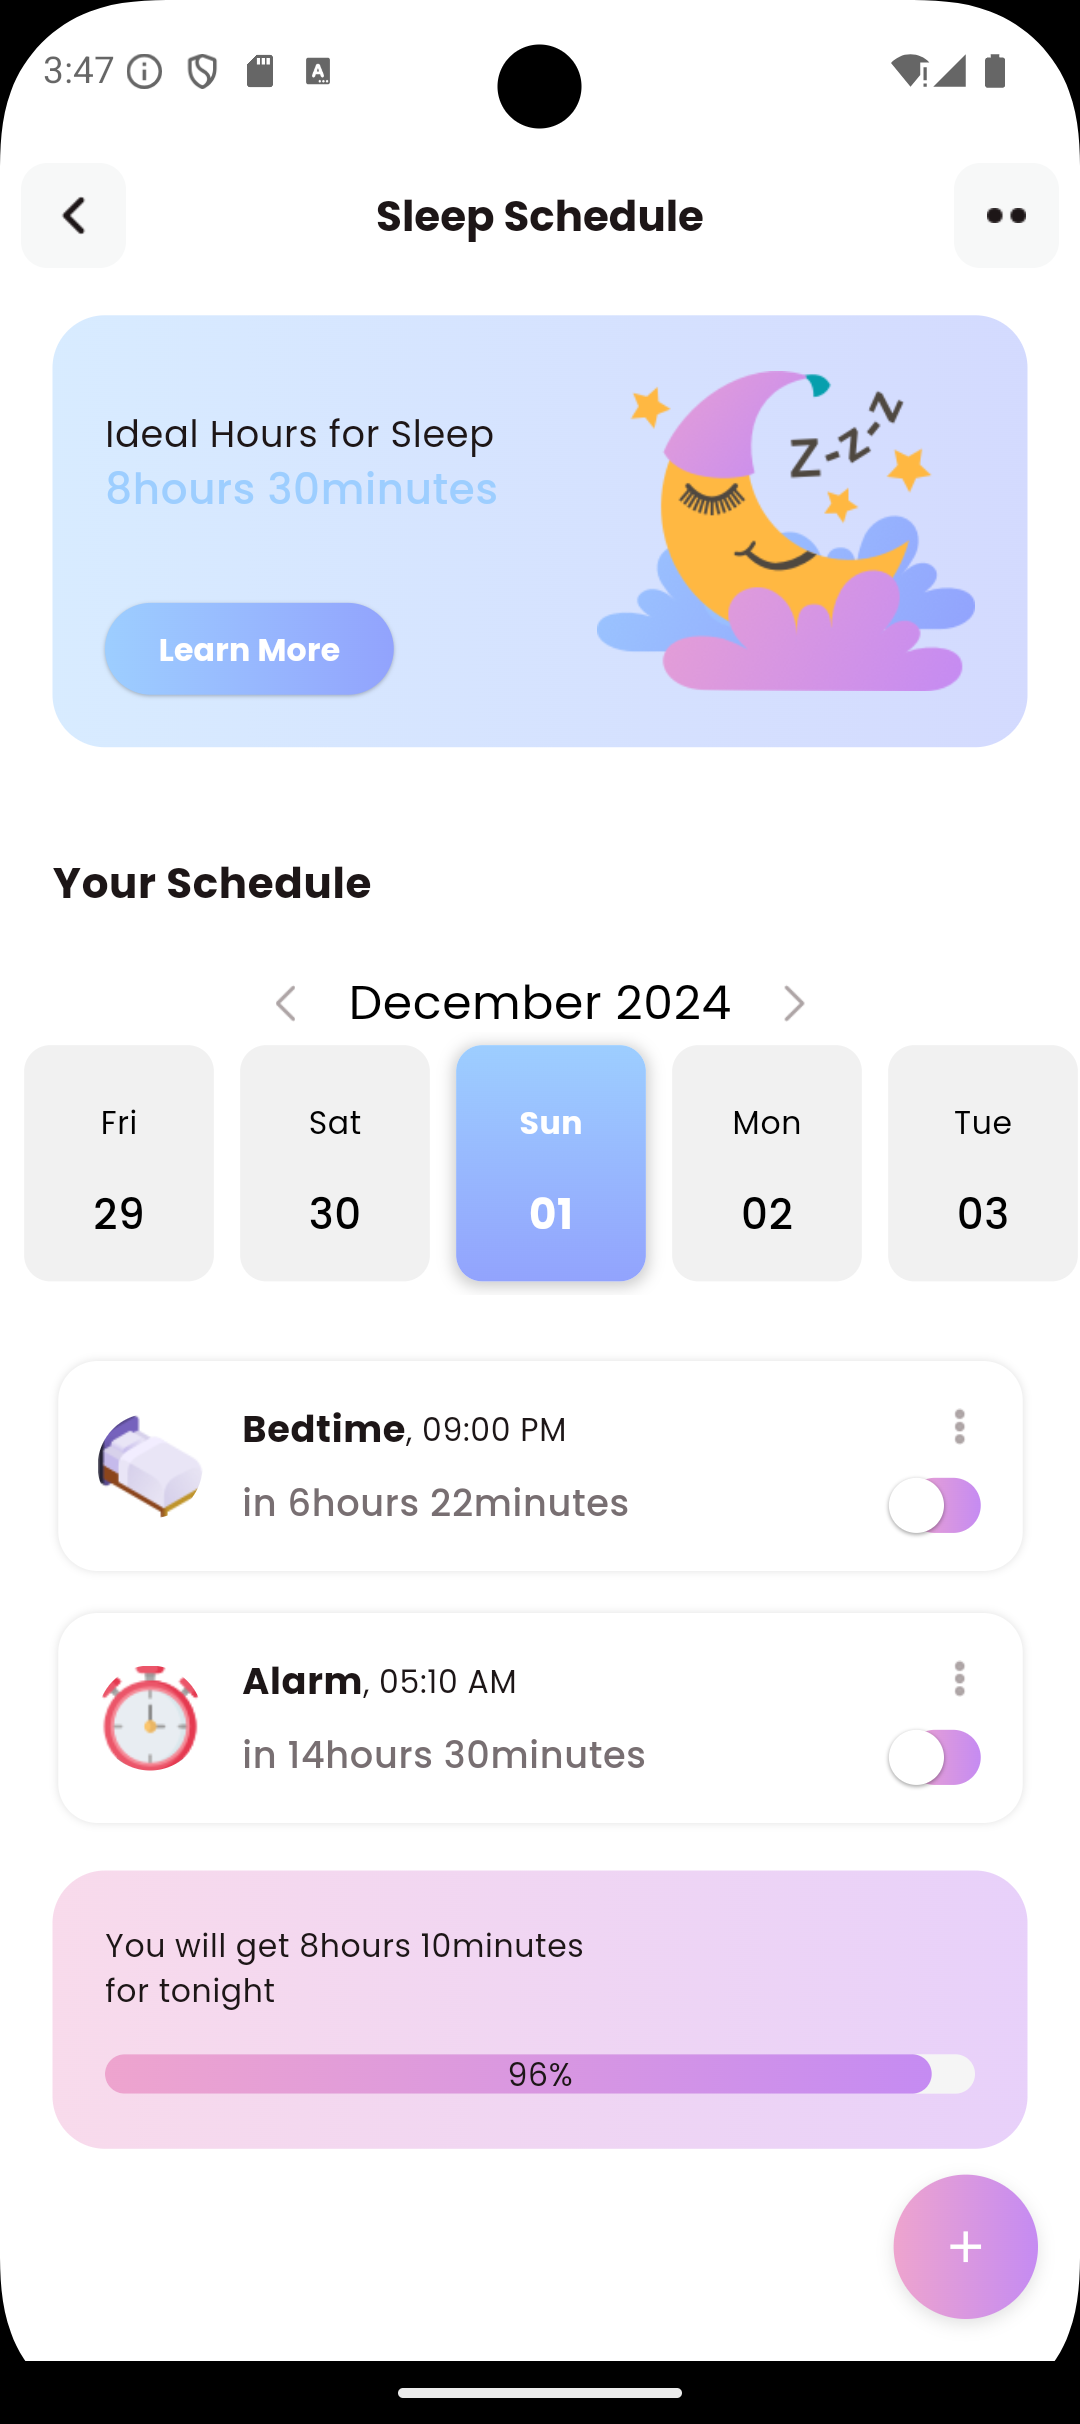 3:47
Sleep Schedule
Ideal Hours for Sleep
8hours 30minutes
Z-z-Z
Learn More
Your Schedule
December 2024
Fri Sat Sun Mon Tue
29 30 01 02 03
Bedtime, 09:00 PM
in 6hours 22minutes
Alarm, 05:10 AM
in 14hours 30minutes
You will get 8hours 10minutes
for tonight
96%